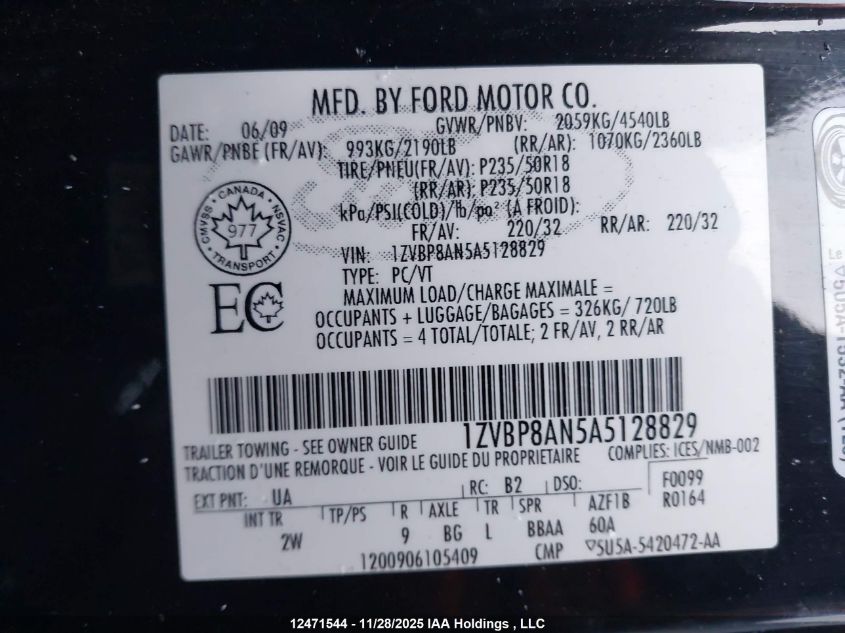 MFD. BY FORD MOTOR CO.
DATE: 06/09 GVWR/PNBV: 2059KG/4540LB
GAWR/PNBE (FR/AV): 993KG/2190LB (RR/AR): 1070KG/2360LB
TIRE/PNEU(FR/AV): P235/50R18
(RR/AR): P235/50R18
kPa/PSI(COLD)/lb/po² (A FROID):
FR/AV: 220/32 RR/AR: 220/32
VIN: 1ZVBP8AN5A5128829
TYPE: PC/VT
MAXIMUM LOAD/CHARGE MAXIMALE =
OCCUPANTS + LUGGAGE/BAGAGES = 326KG/ 720LB
OCCUPANTS = 4 TOTAL/TOTALE; 2 FR/AV, 2 RR/AR
CANADA
CMVSS 977 NSVAC
TRANSPORT
EC
1ZVBP8AN5A5128829
TRAILER TOWING - SEE OWNER GUIDE COMPLIES: ICES/NMB-002
TRACTION D'UNE REMORQUE - VOIR LE GUIDE DU PROPRIETAIRE
EXT PNT: UA RC: B2 DSO: F0099
INT TR TP/PS R AXLE TR SPR AZF1B R0164
2W 9 BG L BBAA 60A
1200906105409 CMP ▽5U5A-5420472-AA
Le
12471544 - 11/28/2025 IAA Holdings , LLC